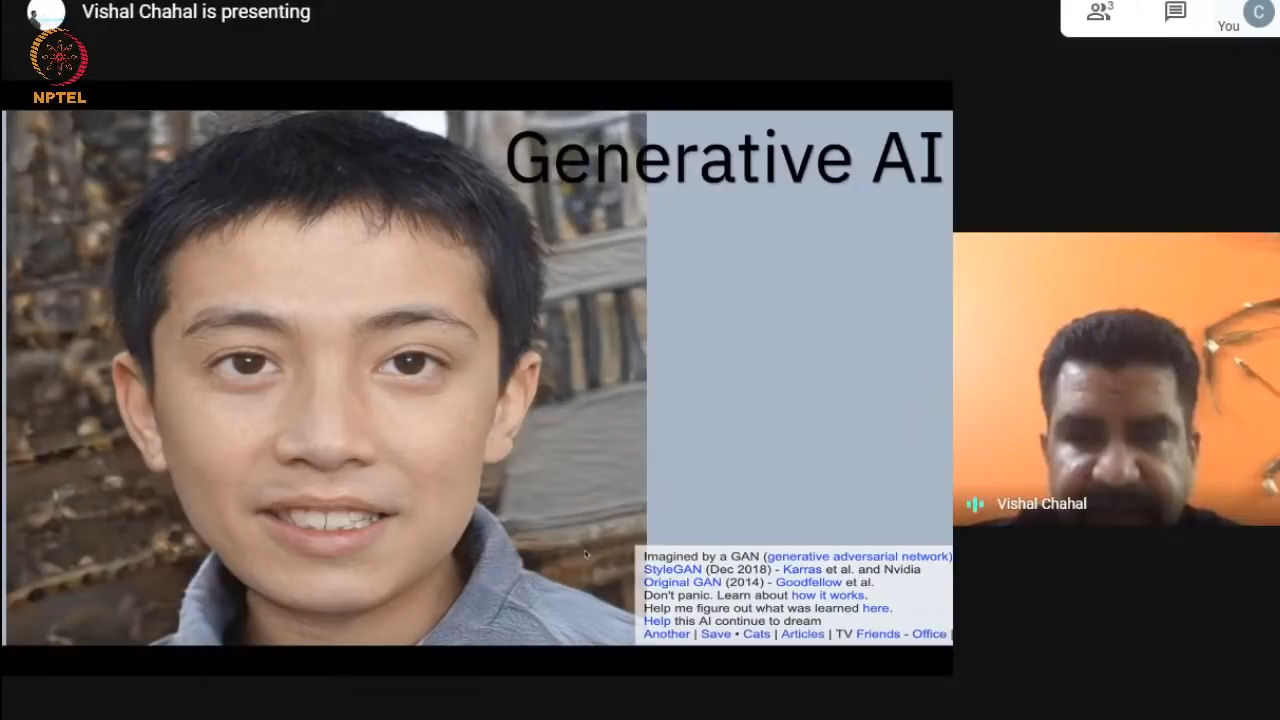 Vishal Chahal is presenting
3
You
C
NPTEL
Generative AI
Vishal Chahal
Imagined by a GAN (generative adversarial network)
StyleGAN (Dec 2018) - Karras et al. and Nvidia
Original GAN (2014) - Goodfellow et al.
Don't panic. Learn about how it works.
Help me figure out what was learned here.
Help this AI continue to dream
Another | Save • Cats | Articles | TV Friends - Office |